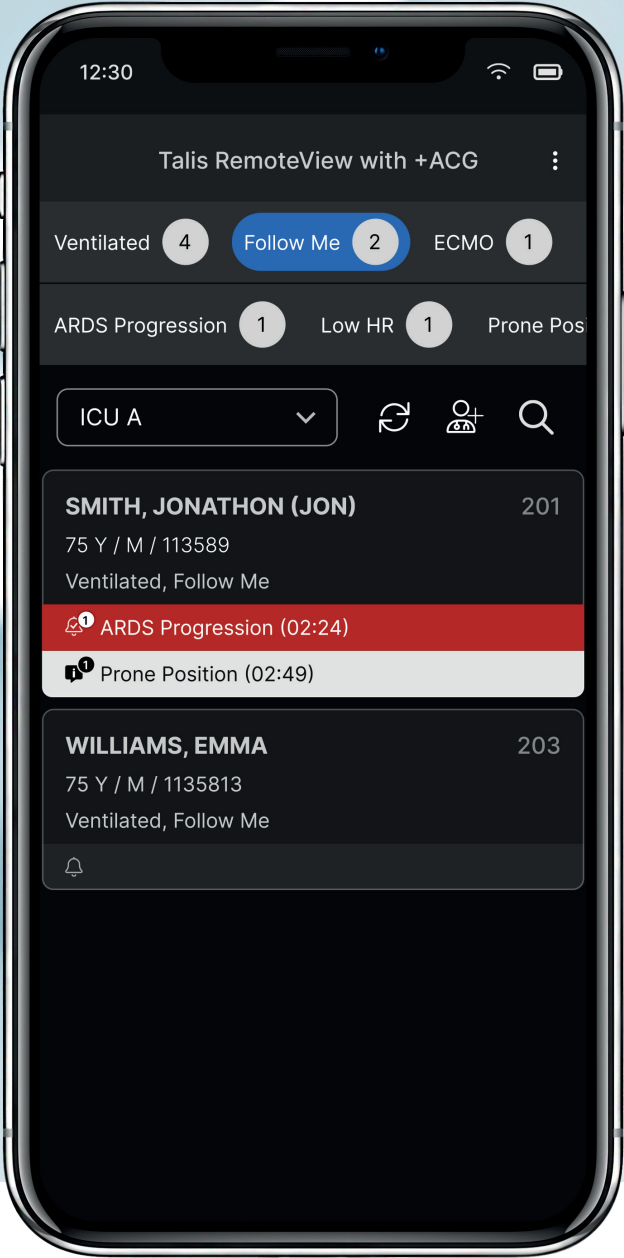 12:30
Talis RemoteView with +ACG
Ventilated 4 Follow Me 2 ECMO 1
ARDS Progression 1 Low HR 1 Prone Posi
ICU A
SMITH, JONATHON (JON) 201
75 Y / M / 113589
Ventilated, Follow Me
1 ARDS Progression (02:24)
1 Prone Position (02:49)
WILLIAMS, EMMA 203
75 Y / M / 1135813
Ventilated, Follow Me